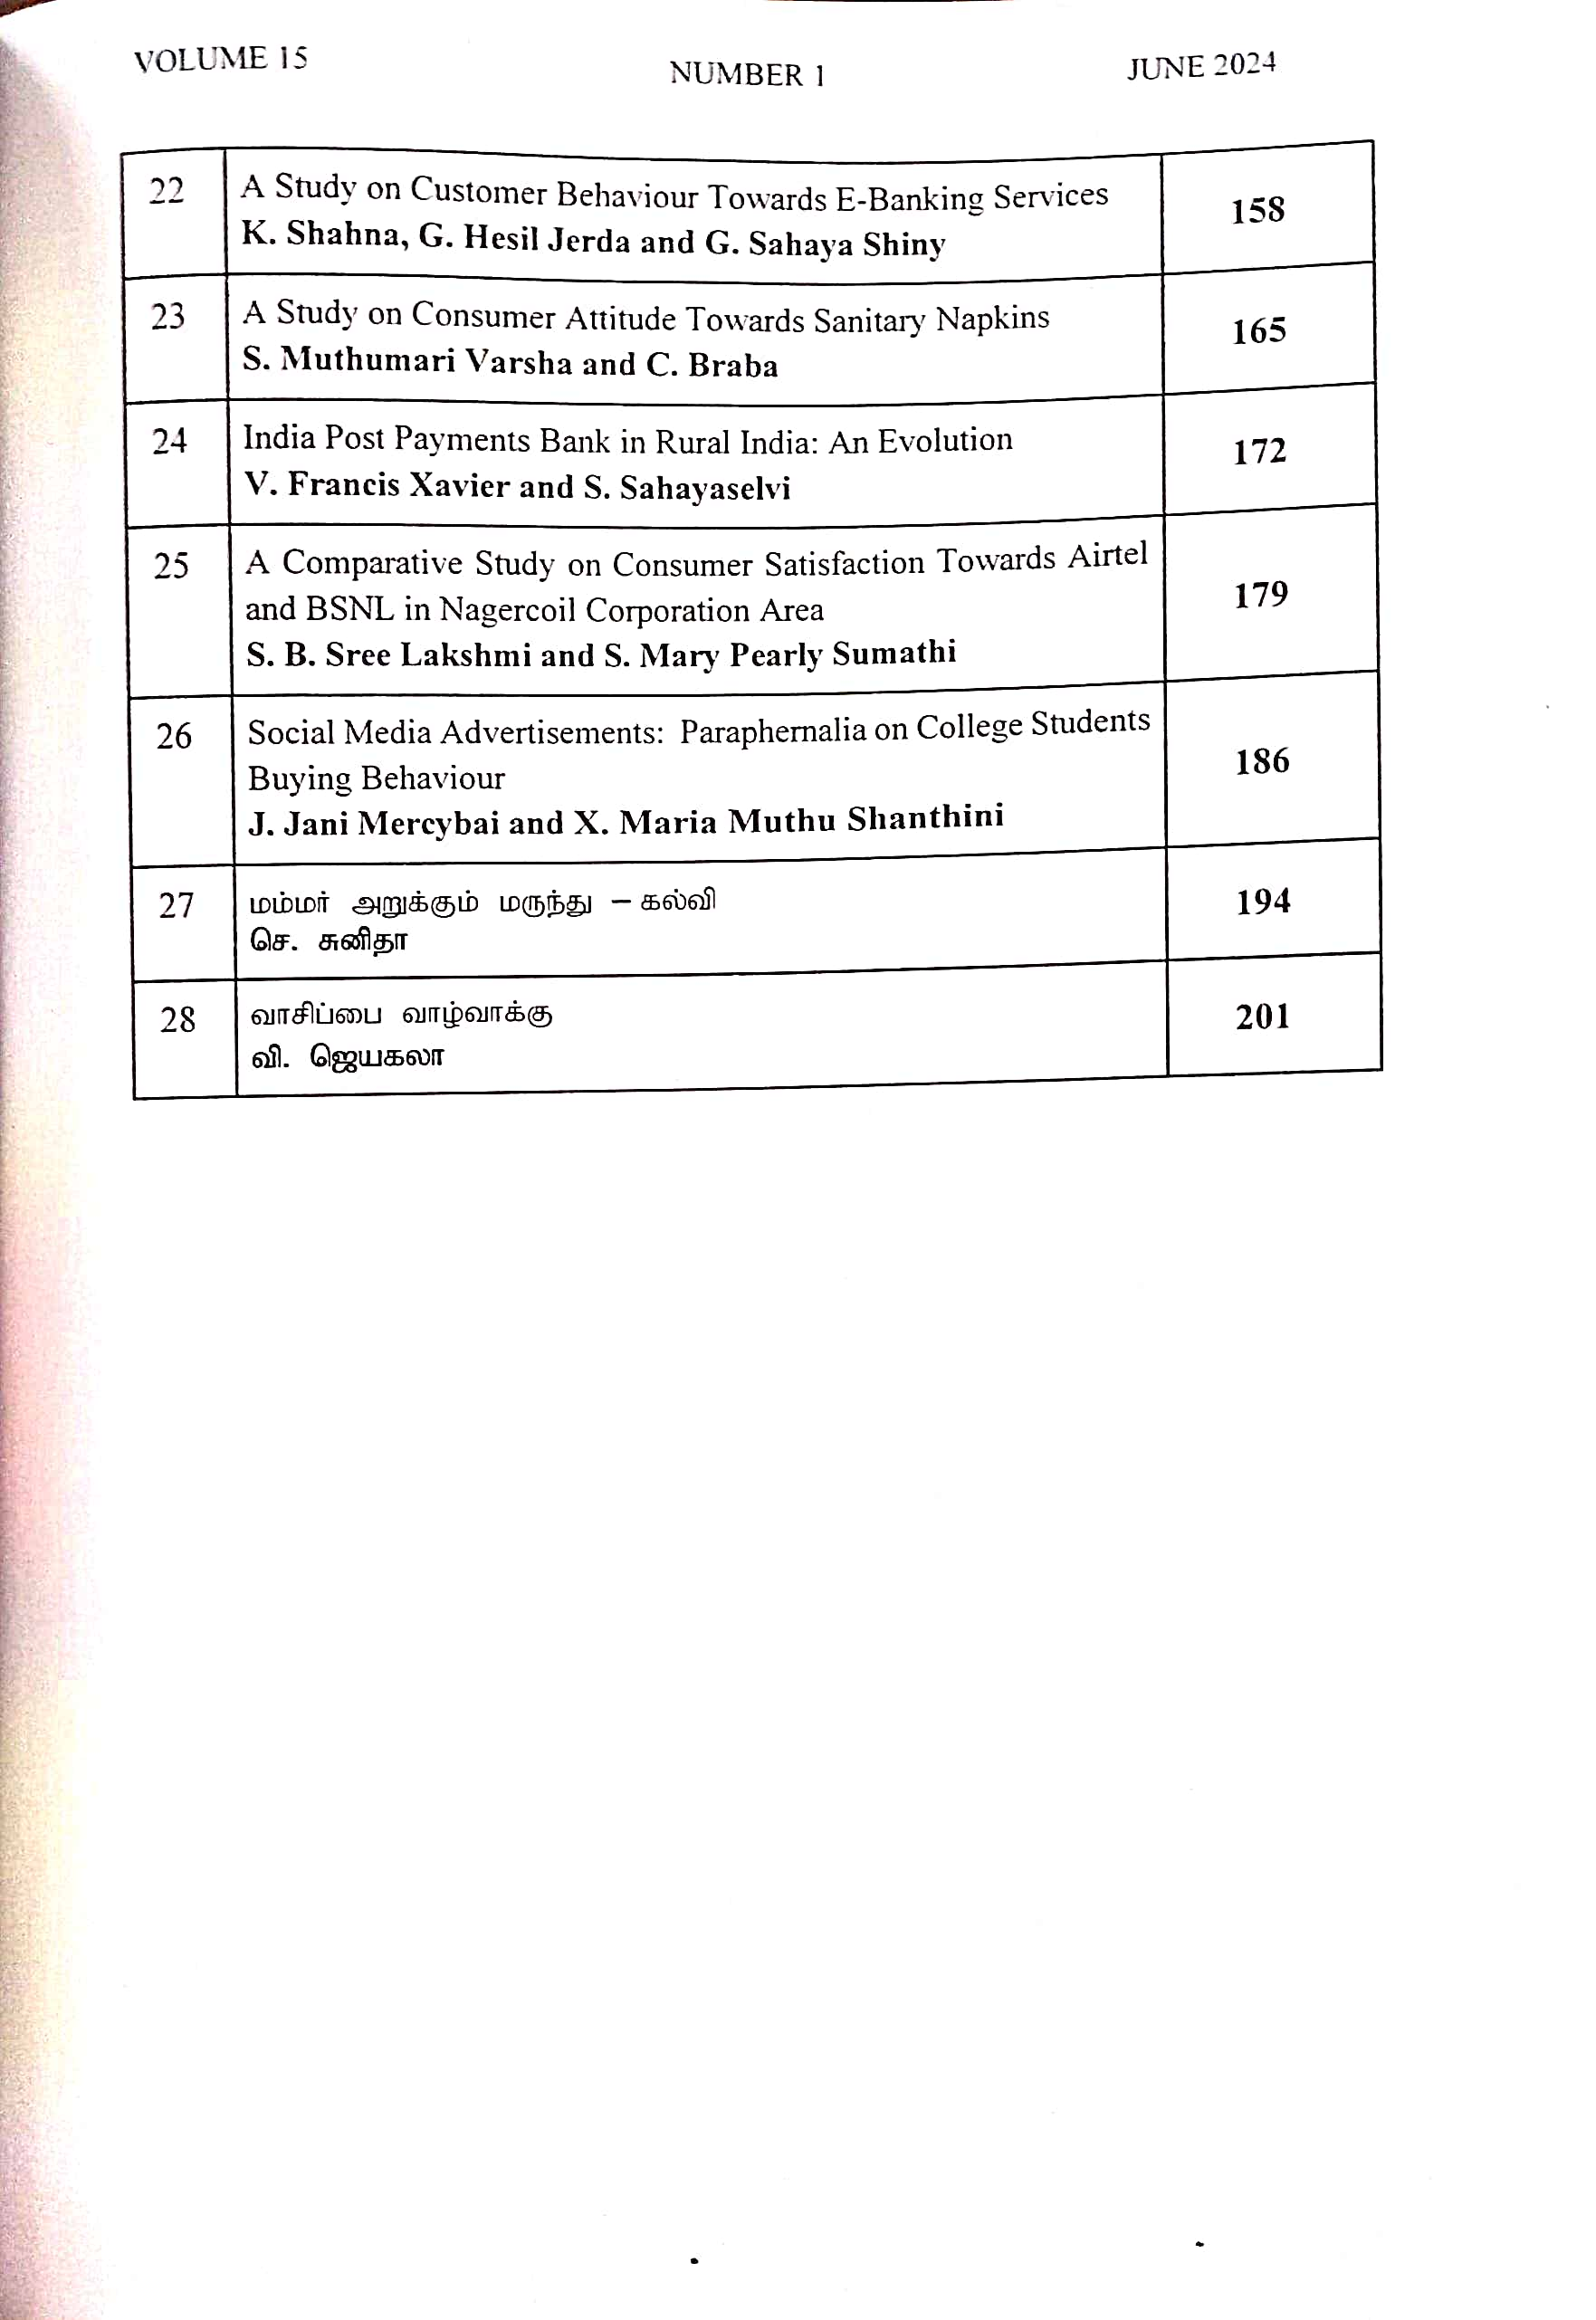 VOLUME 15 NUMBER 1 JUNE 2024
22 A Study on Customer Behaviour Towards E-Banking Services 158
K. Shahna, G. Hesil Jerda and G. Sahaya Shiny
23 A Study on Consumer Attitude Towards Sanitary Napkins 165
S. Muthumari Varsha and C. Braba
24 India Post Payments Bank in Rural India: An Evolution 172
V. Francis Xavier and S. Sahayaselvi
25 A Comparative Study on Consumer Satisfaction Towards Airtel
and BSNL in Nagercoil Corporation Area 179
S. B. Sree Lakshmi and S. Mary Pearly Sumathi
26 Social Media Advertisements: Paraphernalia on College Students
Buying Behaviour 186
J. Jani Mercybai and X. Maria Muthu Shanthini
27 மம்மர் அறுக்கும் மருந்து – கல்வி 194
செ. சுனிதா
28 வாசிப்பை வாழ்வாக்கு 201
வி. ஜெயகலா